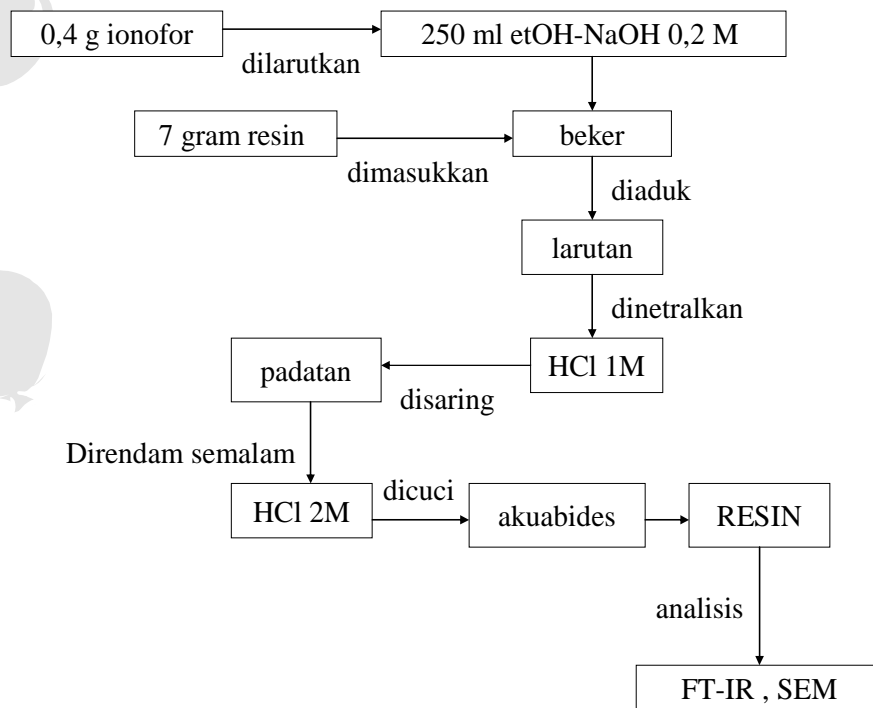 0,4 g ionofor
250 ml etOH-NaOH 0,2 M
dilarutkan
7 gram resin
beker
dimasukkan
diaduk
larutan
dinetralkan
HCl 1M
padatan
disaring
Direndam semalam
HCl 2M
dicuci
akuabides
RESIN
analisis
FT-IR , SEM